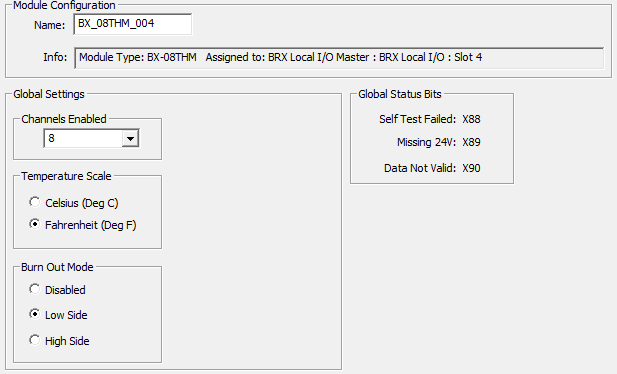 Module Configuration
Name: BX_08THM_004
Info: Module Type: BX-08THM Assigned to: BRX Local I/O Master : BRX Local I/O : Slot 4
Global Settings
Channels Enabled
8
Temperature Scale
Celsius (Deg C)
Fahrenheit (Deg F)
Burn Out Mode
Disabled
Low Side
High Side
Global Status Bits
Self Test Failed: X88
Missing 24V: X89
Data Not Valid: X90